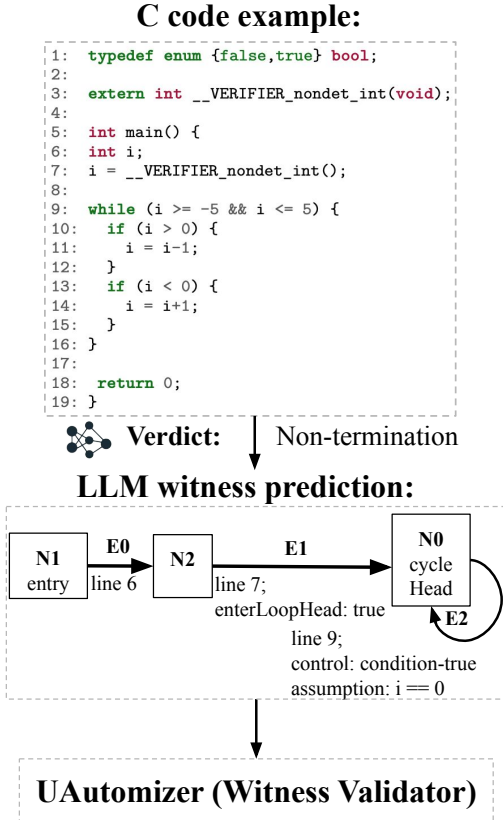 C code example:
1: typedef enum {false,true} bool;
2:
3: extern int __VERIFIER_nondet_int(void);
4:
5: int main() {
6: int i;
7: i = __VERIFIER_nondet_int();
8:
9: while (i >= -5 && i <= 5) {
10: if (i > 0) {
11: i = i-1;
12: }
13: if (i < 0) {
14: i = i+1;
15: }
16: }
17:
18: return 0;
19: }
Verdict: Non-termination
LLM witness prediction:
N1
entry
E0
line 6
N2
E1
line 7;
enterLoopHead: true
N0
cycle
Head
E2
line 9;
control: condition-true
assumption: i == 0
UAutomizer (Witness Validator)